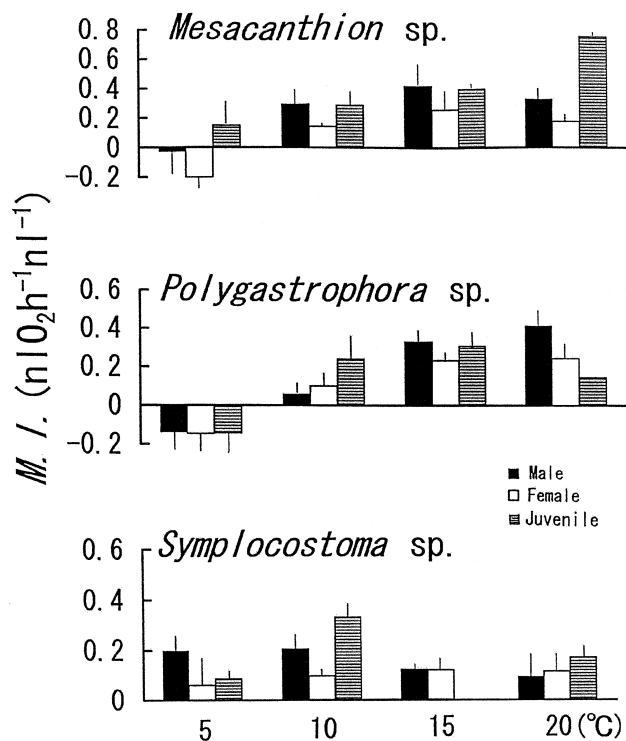 Mesacanthion sp.
0.8
0.6
0.4
0.2
0
-0.2
M. I. (nlO₂h⁻¹nl⁻¹)
Polygastrophora sp.
0.6
0.4
0.2
0
-0.2
Male
Female
Juvenile
Symplocostoma sp.
0.6
0.4
0.2
0
5 10 15 20 (℃)